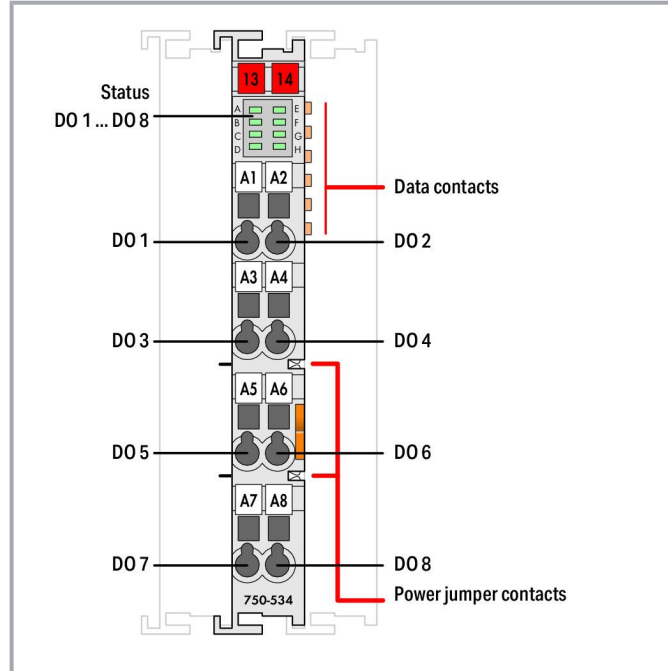 13 14
Status
DO 1 ... DO 8
A E
B F
C G
D H
A1 A2
Data contacts
DO 1 DO 2
A3 A4
DO 3 DO 4
A5 A6
DO 5 DO 6
A7 A8
DO 7 DO 8
Power jumper contacts
750-534